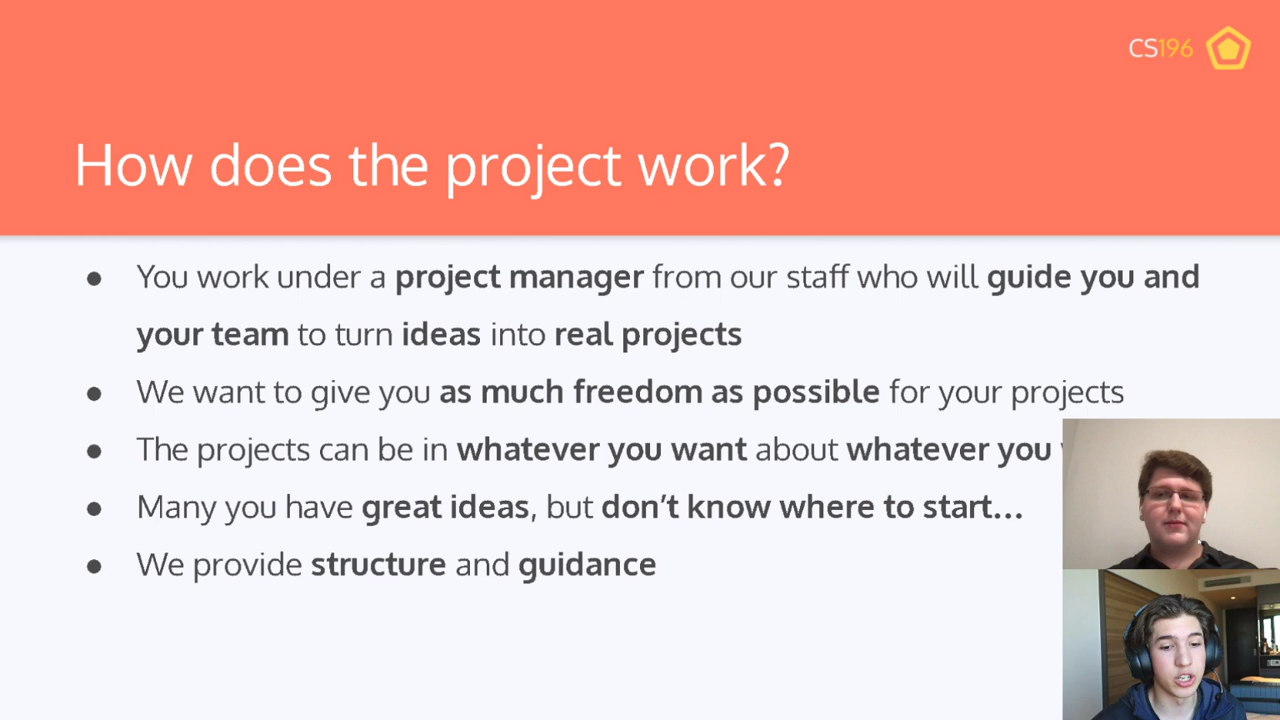 CS196
How does the project work?
● You work under a project manager from our staff who will guide you and
your team to turn ideas into real projects
● We want to give you as much freedom as possible for your projects
● The projects can be in whatever you want about whatever you
● Many you have great ideas, but don't know where to start...
● We provide structure and guidance